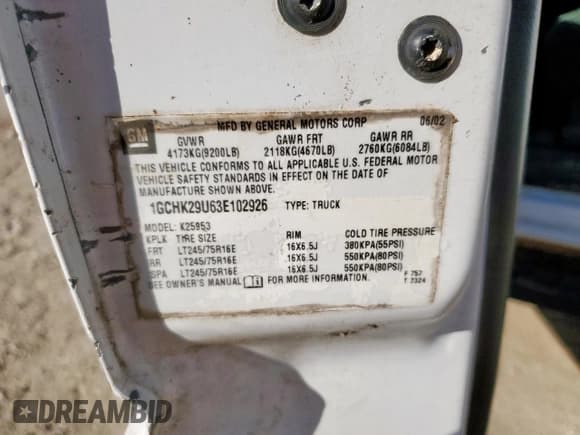 GM
MFD BY GENERAL MOTORS CORP 06/02
GVWR GAWR FRT GAWR RR
4173KG(9200LB) 2118KG(4670LB) 2760KG(6084LB)
THIS VEHICLE CONFORMS TO ALL APPLICABLE U.S. FEDERAL MOTOR
VEHICLE SAFETY STANDARDS IN EFFECT ON THE DATE OF
MANUFACTURE SHOWN ABOVE.
1GCHK29U63E102926 TYPE: TRUCK
MODEL: K25953
KPLK TIRE SIZE RIM COLD TIRE PRESSURE
FRT LT245/75R16E 16X6.5J 380KPA(55PSI)
RR LT245/75R16E 16X6.5J 550KPA(80PSI)
SPA LT245/75R16E 16X6.5J 550KPA(80PSI)
SEE OWNER'S MANUAL FOR MORE INFORMATION. F 757
T 7324
DREAMBID